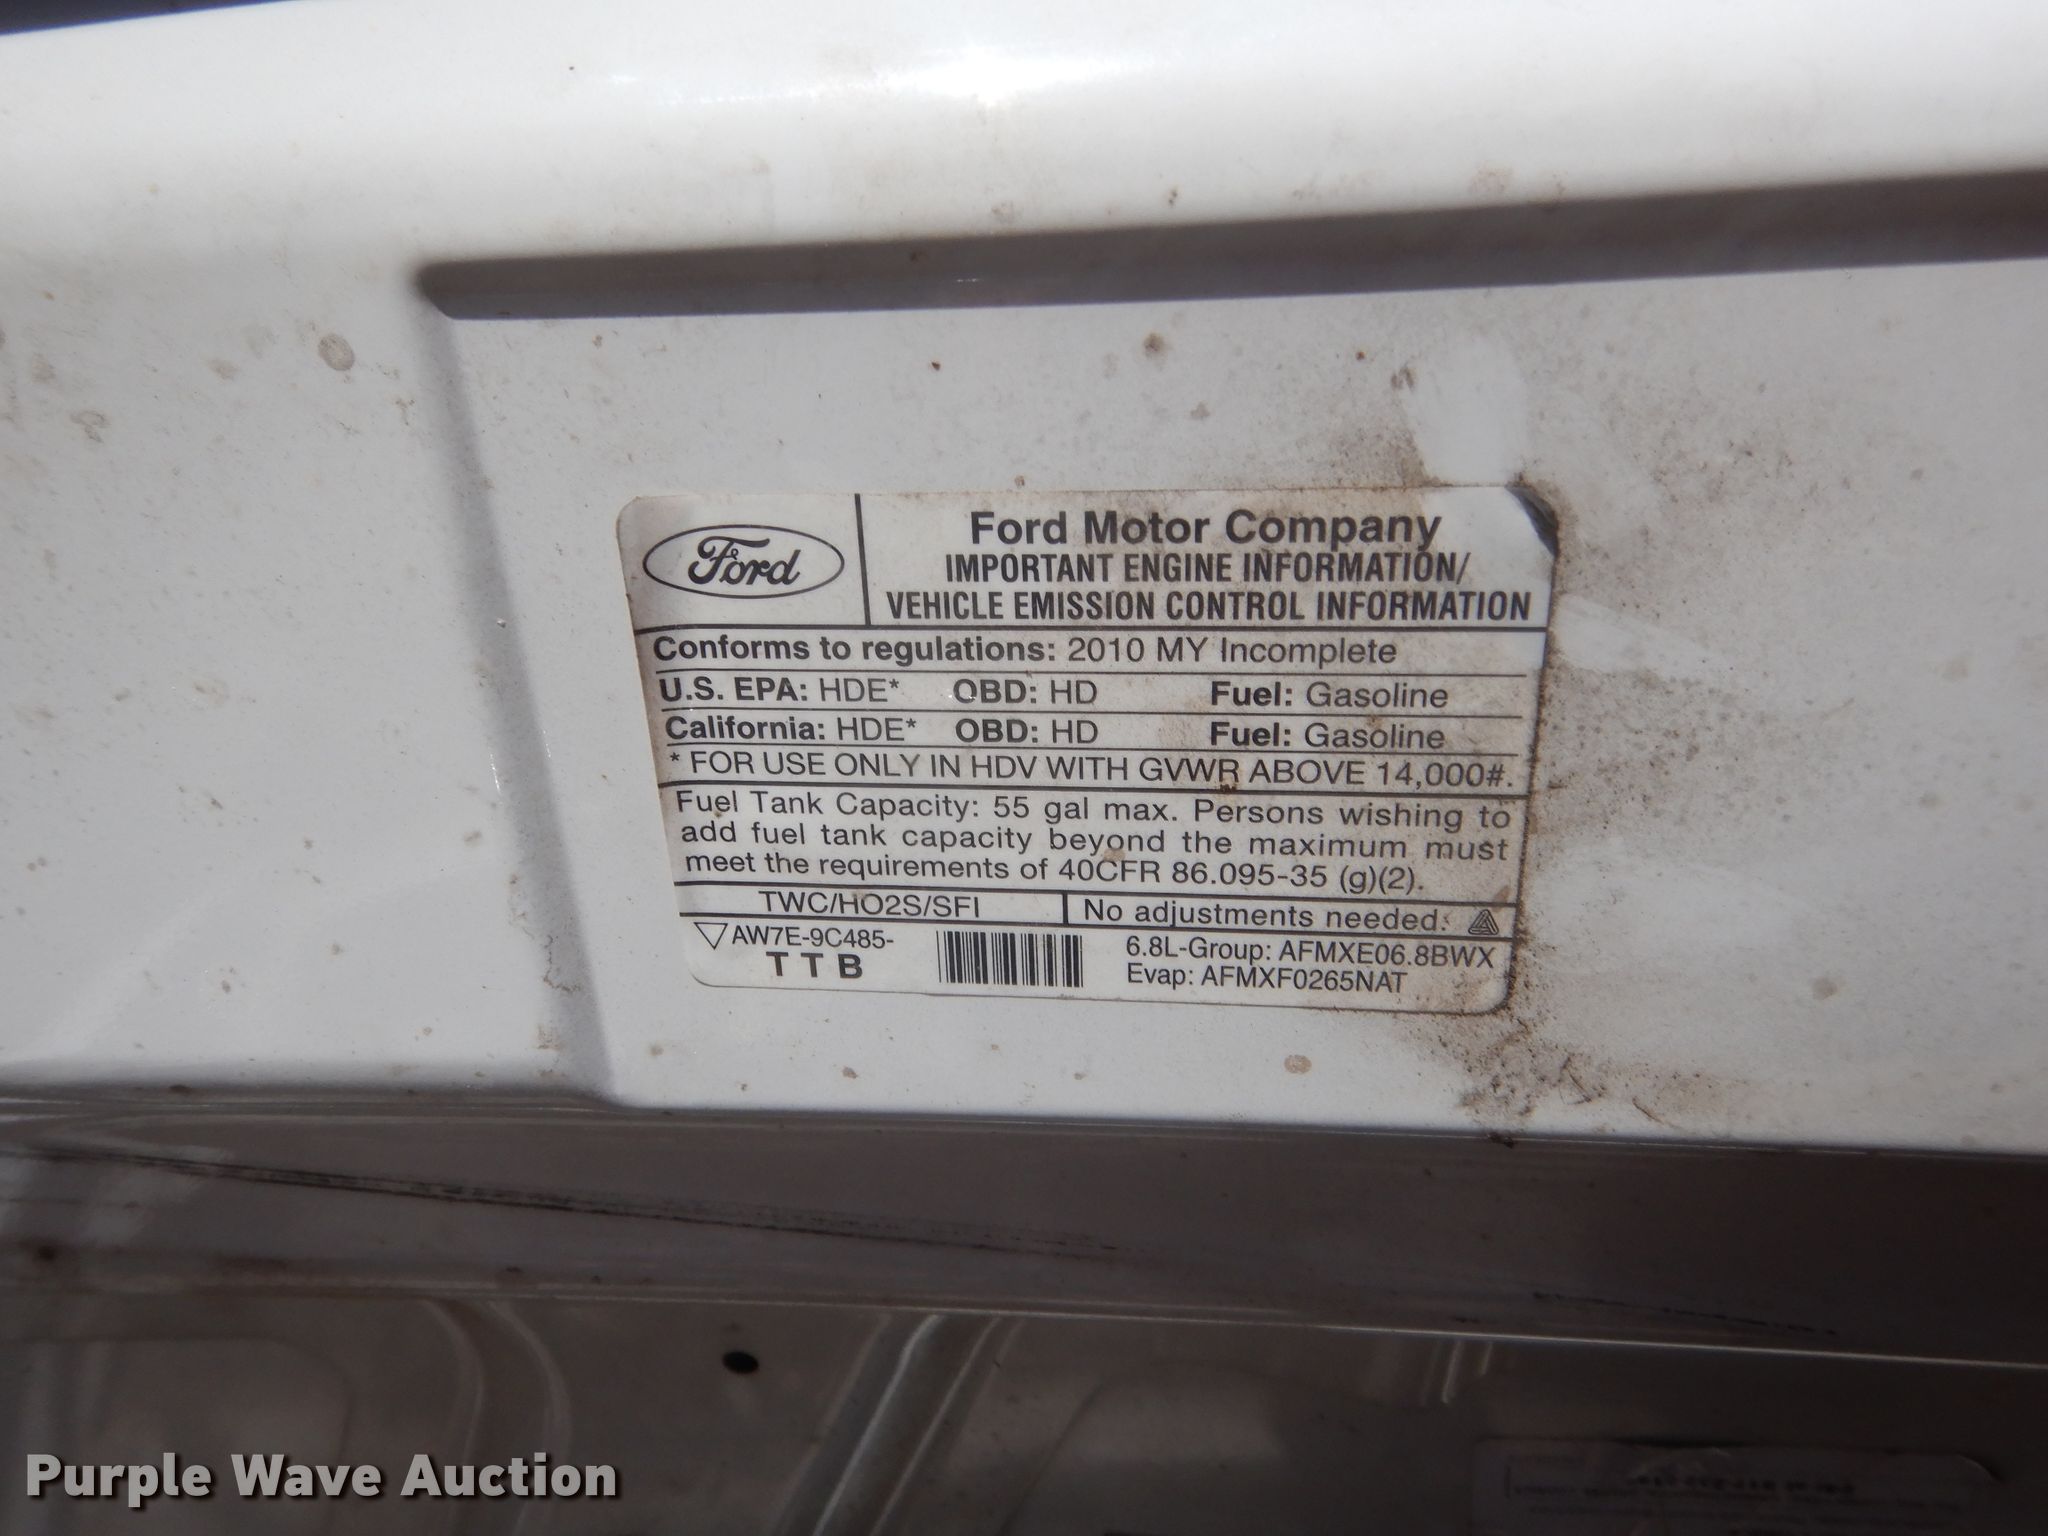 Ford
Ford Motor Company
IMPORTANT ENGINE INFORMATION/
VEHICLE EMISSION CONTROL INFORMATION
Conforms to regulations: 2010 MY Incomplete
U.S. EPA: HDE* OBD: HD Fuel: Gasoline
California: HDE* OBD: HD Fuel: Gasoline
* FOR USE ONLY IN HDV WITH GVWR ABOVE 14,000#.
Fuel Tank Capacity: 55 gal max. Persons wishing to
add fuel tank capacity beyond the maximum must
meet the requirements of 40CFR 86.095-35 (g)(2).
TWC/HO2S/SFI No adjustments needed.
AW7E-9C485-
TTB
6.8L-Group: AFMXE06.8BWX
Evap: AFMXF0265NAT
Purple Wave Auction